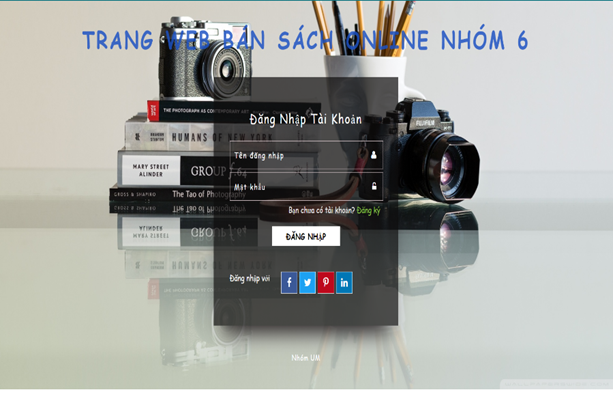 TRANG WEB BÁN SÁCH ONLINE NHÓM 6
THE PHOTOGRAPH AS CONTEMPORARY ART
Đăng Nhập Tài Khoản
HUMANS OF NEW YORK
Tên đăng nhập
MARY STREET
ALINDER
GROUP f.64
Mật khẩu
GROSS & SHAPIRO
The Tao of Photography
Bạn chưa có tài khoản? Đăng ký
ĐĂNG NHẬP
Đăng nhập với
Nhóm UM